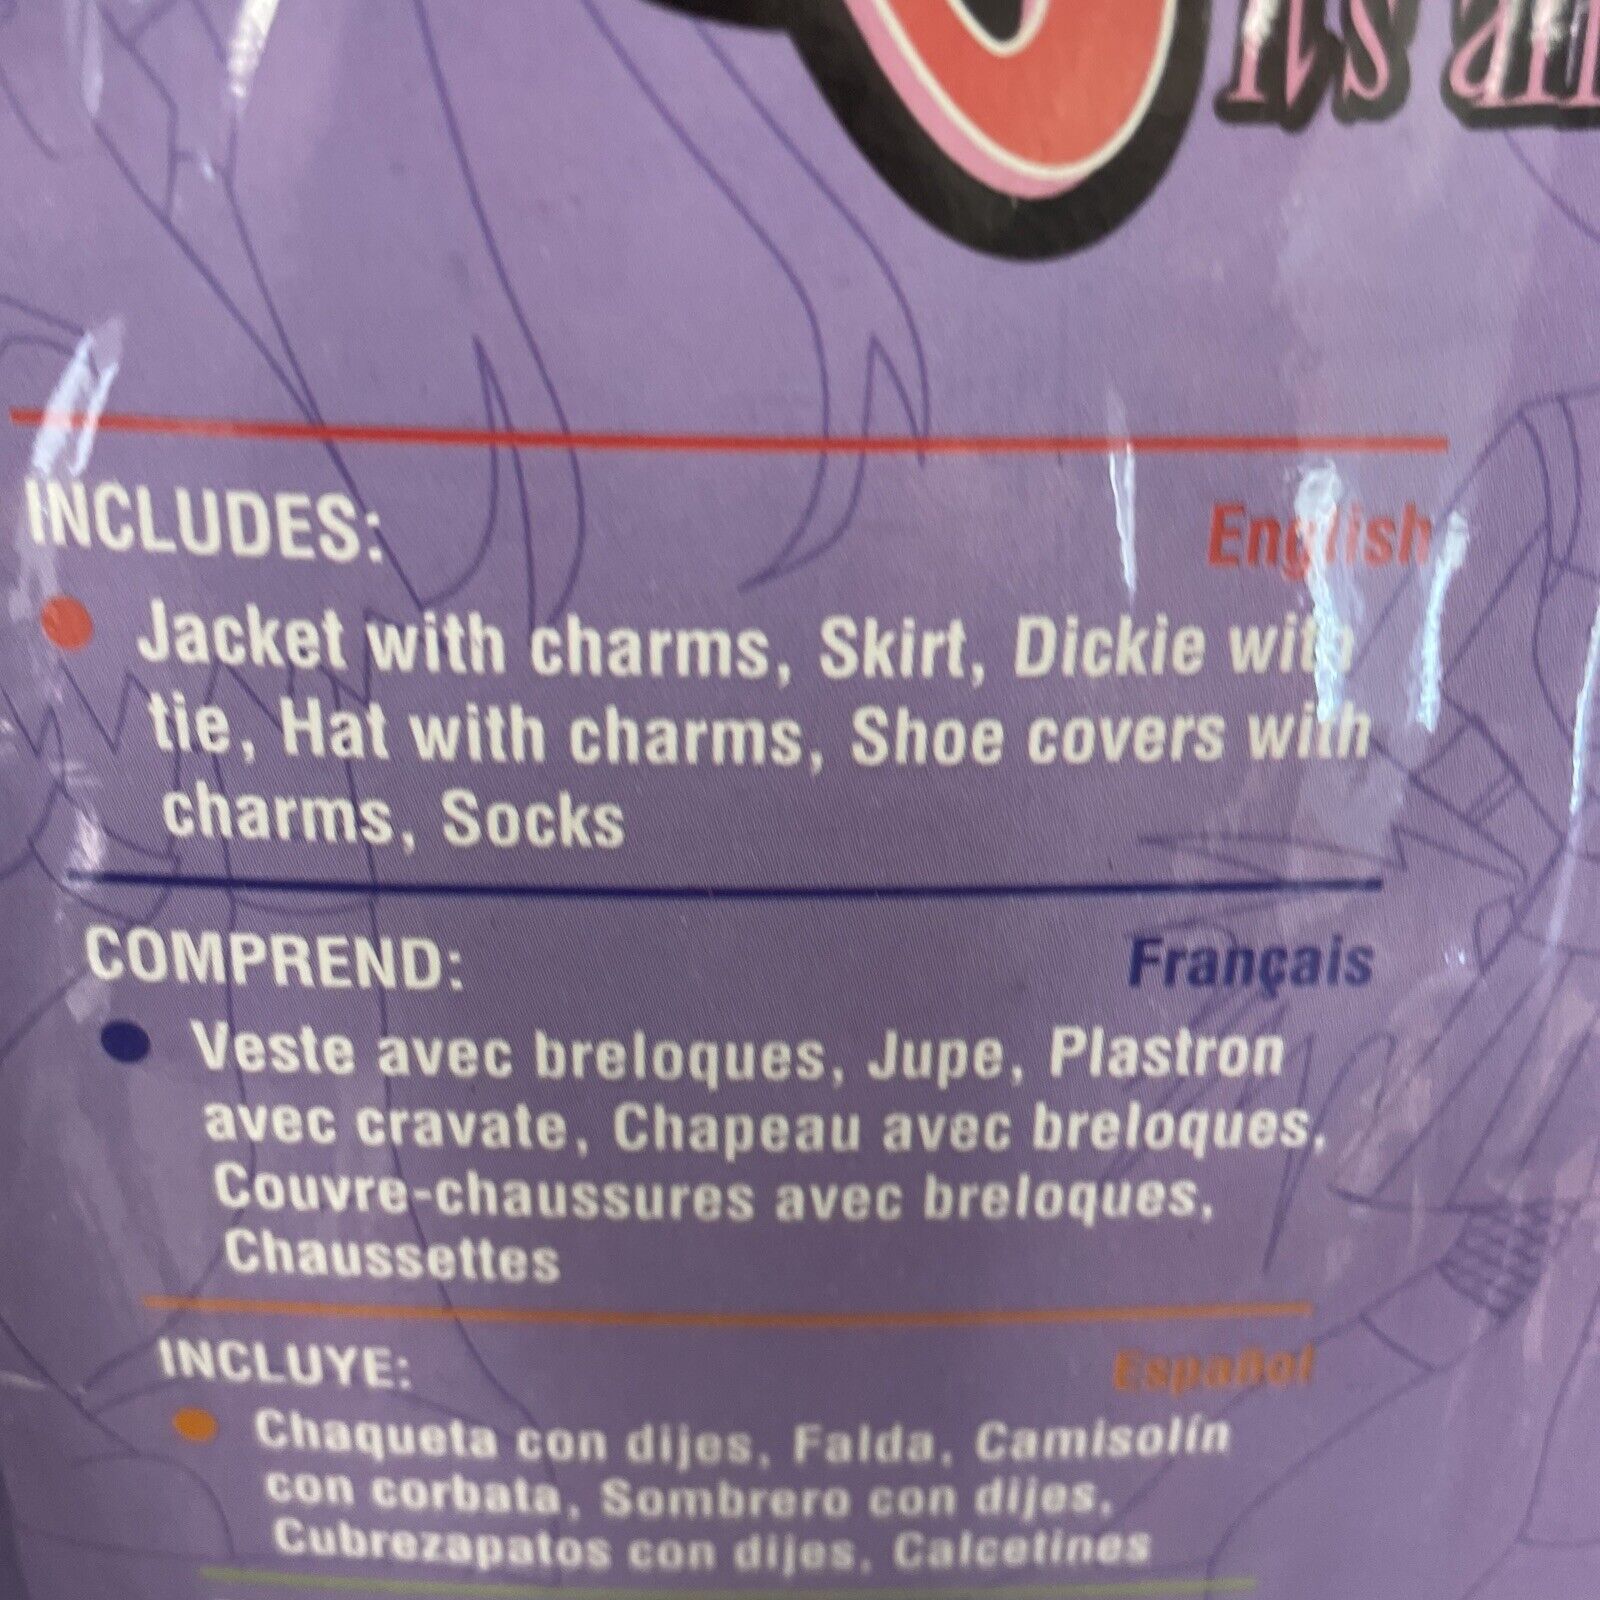 INCLUDES:
English
Jacket with charms, Skirt, Dickie with
tie, Hat with charms, Shoe covers with
charms, Socks
COMPREND:
Français
Veste avec breloques, Jupe, Plastron
avec cravate, Chapeau avec breloques,
Couvre-chaussures avec breloques,
Chaussettes
INCLUYE:
Español
Chaqueta con dijes, Falda, Camisolín
con corbata, Sombrero con dijes,
Cubrezapatos con dijes, Calcetines